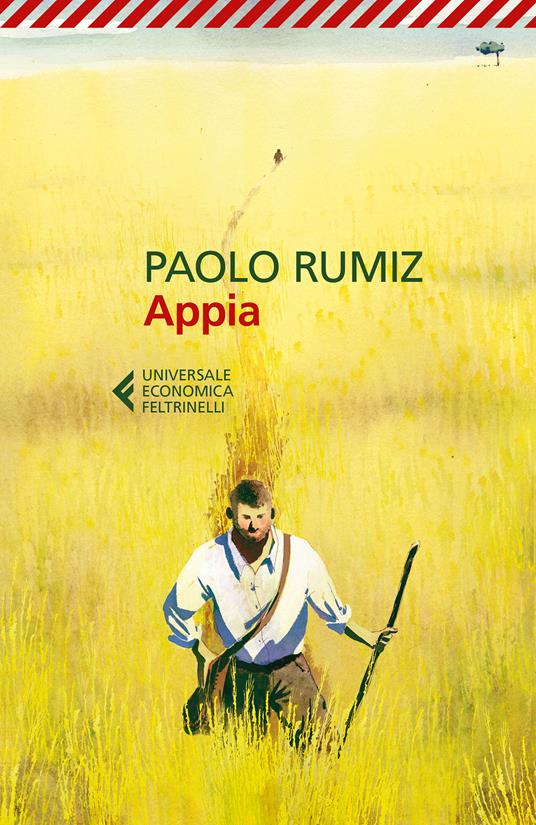 PAOLO RUMIZ
Appia
UNIVERSALE
ECONOMICA
FELTRINELLI